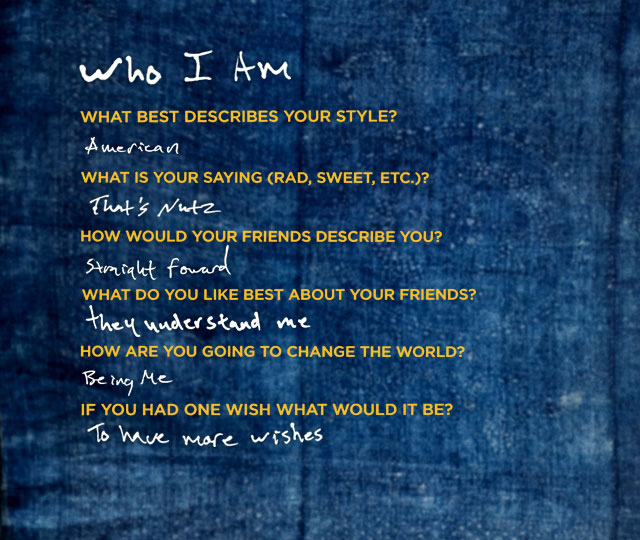 Who I Am
WHAT BEST DESCRIBES YOUR STYLE?
American
WHAT IS YOUR SAYING (RAD, SWEET, ETC.)?
That's Nutz
HOW WOULD YOUR FRIENDS DESCRIBE YOU?
Straight Foward
WHAT DO YOU LIKE BEST ABOUT YOUR FRIENDS?
they understand me
HOW ARE YOU GOING TO CHANGE THE WORLD?
Being Me
IF YOU HAD ONE WISH WHAT WOULD IT BE?
To have more wishes